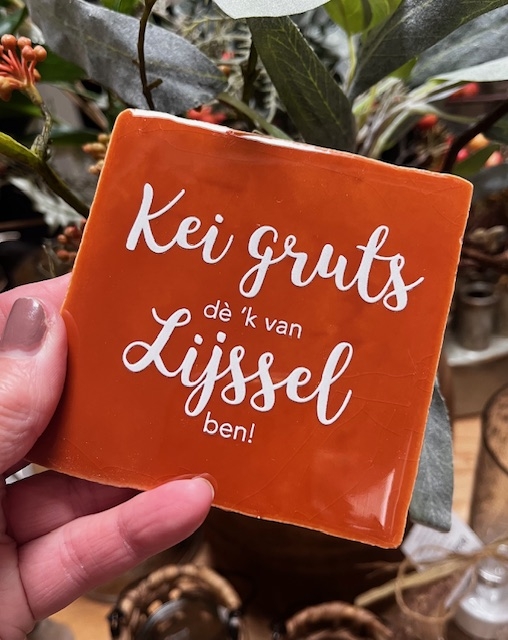 Kei gruts
dè 'k van
Lijssel
ben!